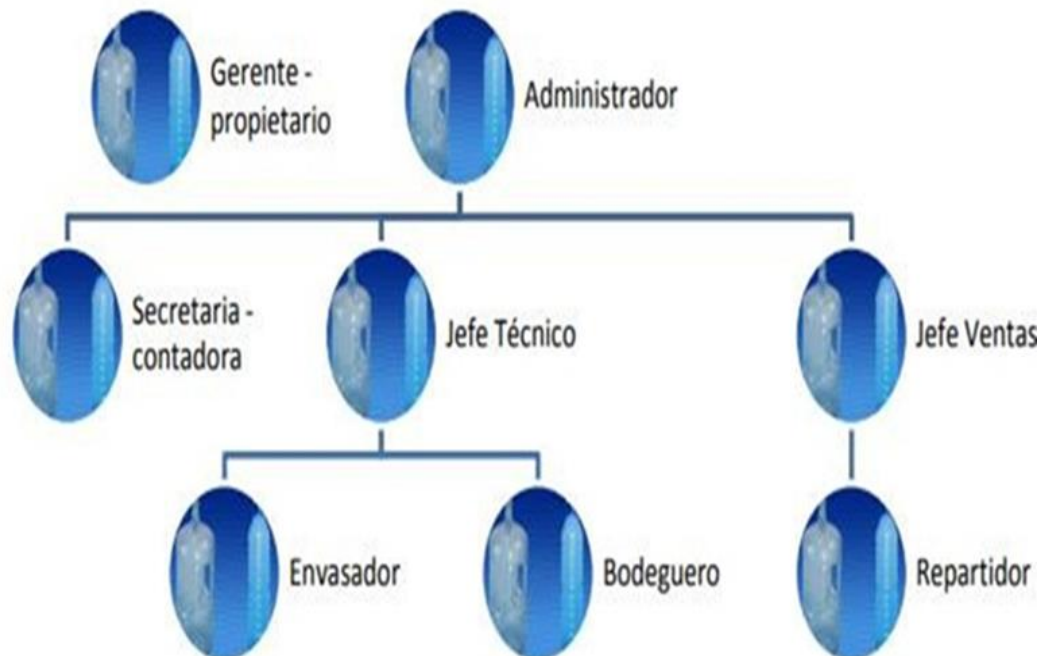 Gerente -
propietario
Administrador
Secretaria -
contadora
Jefe Técnico
Jefe Ventas
Envasador
Bodeguero
Repartidor